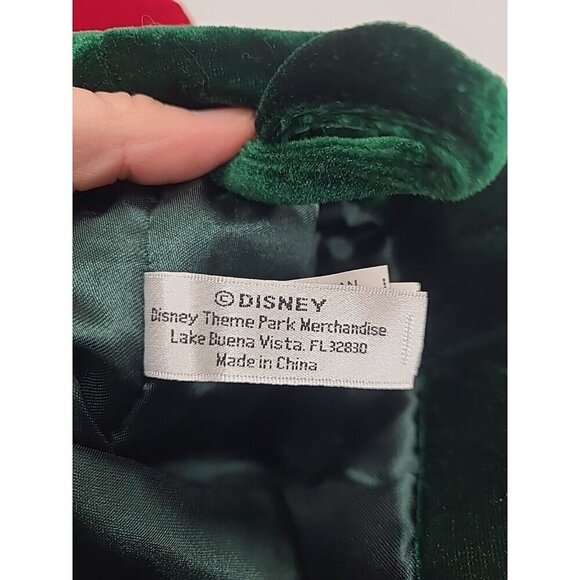 © DISNEY
Disney Theme Park Merchandise
Lake Buena Vista. FL32830
Made in China